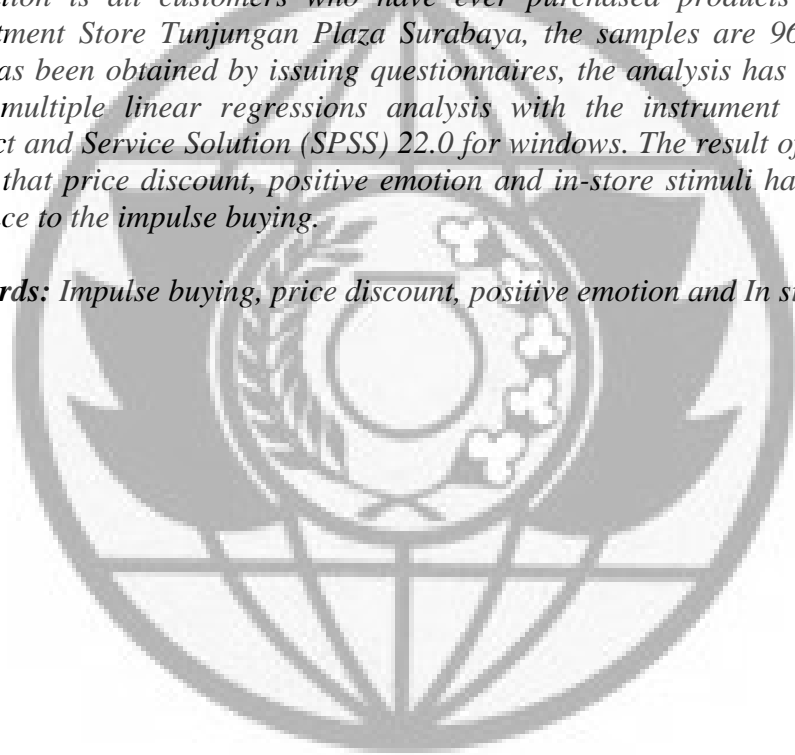 tion is all customers who have ever purchased products
tment Store Tunjungan Plaza Surabaya, the samples are 96
as been obtained by issuing questionnaires, the analysis has
multiple linear regressions analysis with the instrument
ct and Service Solution (SPSS) 22.0 for windows. The result of
that price discount, positive emotion and in-store stimuli ha
ce to the impulse buying.
rds: Impulse buying, price discount, positive emotion and In s